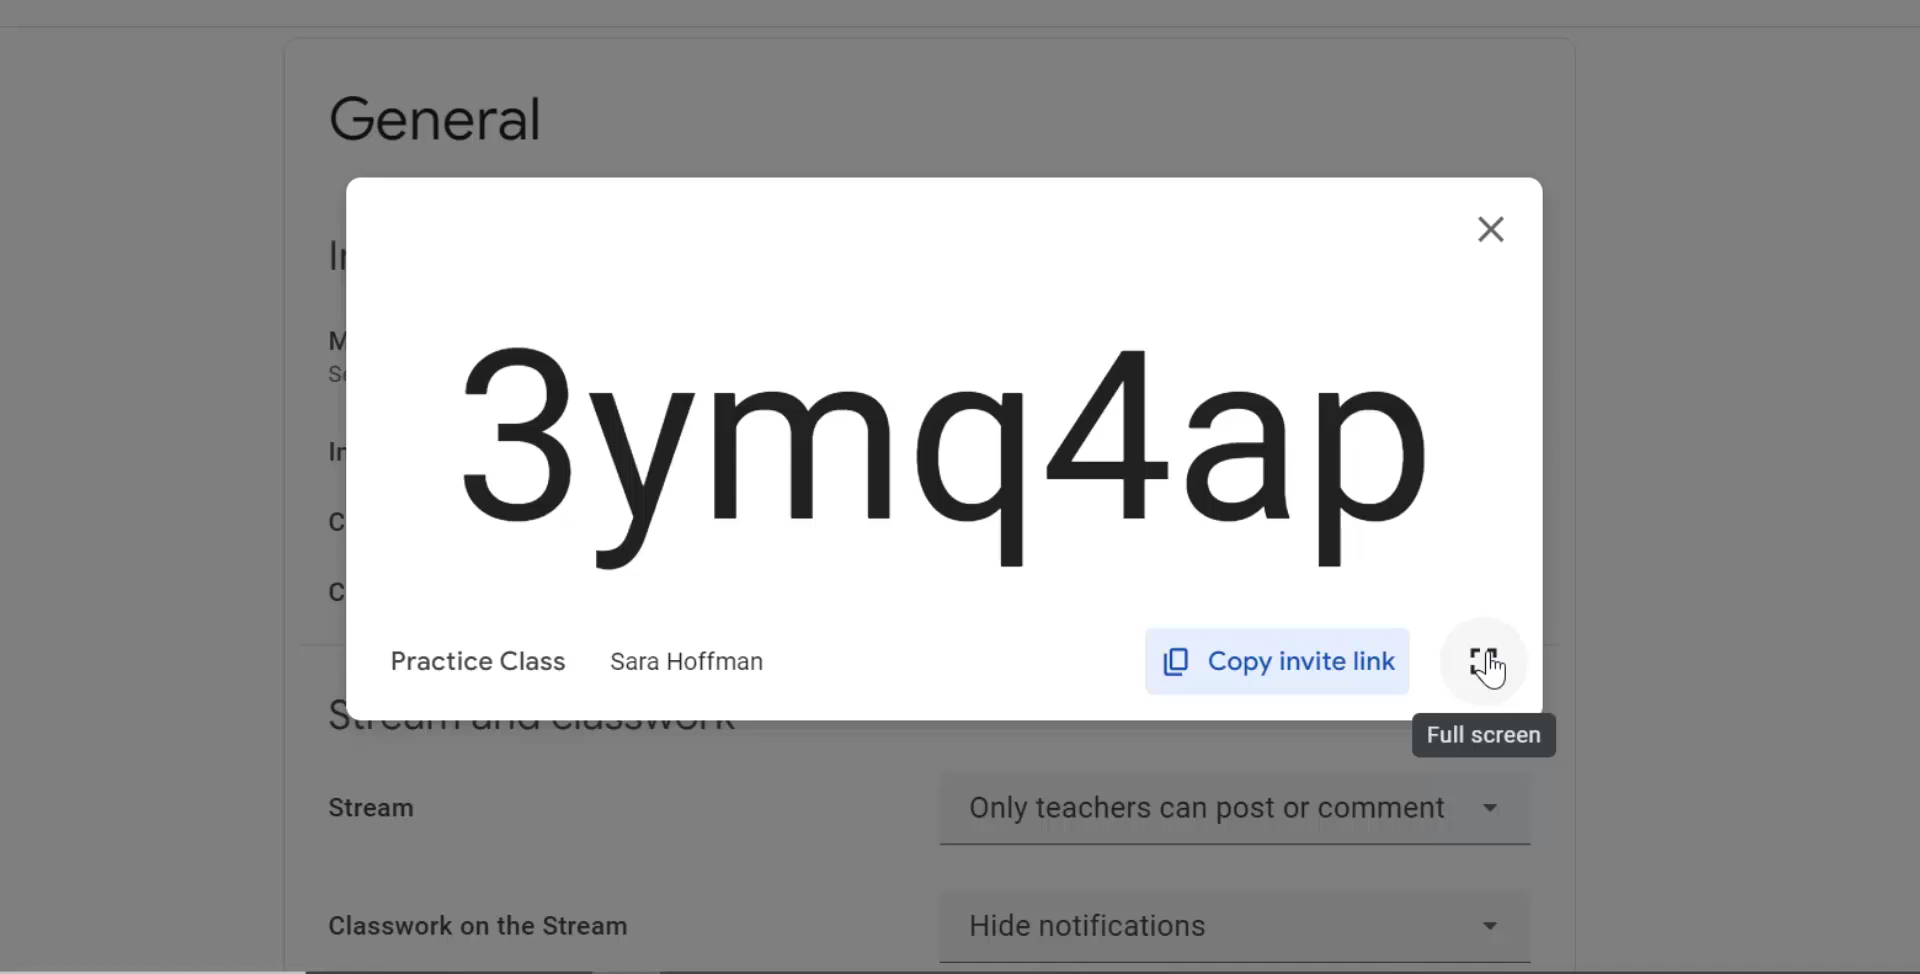 General
3ymq4ap
Practice Class Sara Hoffman Copy invite link
Full screen
Stream Only teachers can post or comment
Classwork on the Stream Hide notifications